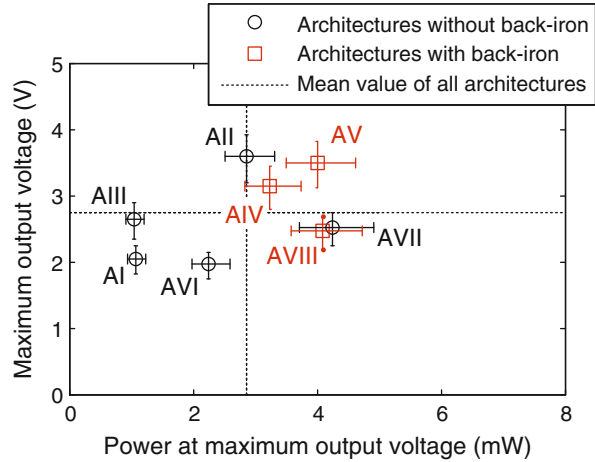 Architectures without back-iron
Architectures with back-iron
Mean value of all architectures
Maximum output voltage (V)
5
4
3
2
1
0
AII
AV
AIII
AIV
AVII
AVIII
AI
AVI
0
2
4
6
8
Power at maximum output voltage (mW)